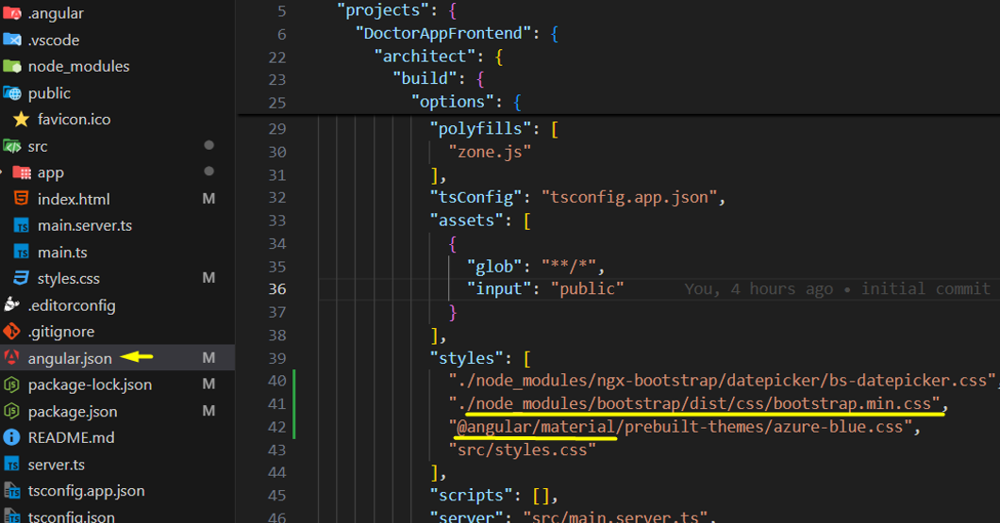 .angular
.vscode
node_modules
public
favicon.ico
src
app
index.html M
main.server.ts
main.ts
styles.css M
.editorconfig
.gitignore
angular.json M
package-lock.json M
package.json M
README.md
server.ts
tsconfig.app.json
tsconfig.json
5 "projects": {
6 "DoctorAppFrontend": {
22 "architect": {
23 "build": {
25 "options": {
29 "polyfills": [
30 "zone.js"
31 ],
32 "tsConfig": "tsconfig.app.json",
33 "assets": [
34 {
35 "glob": "**/*",
36 "input": "public" You, 4 hours ago • initial commit
37 }
38 ],
39 "styles": [
40 "./node_modules/ngx-bootstrap/datepicker/bs-datepicker.css",
41 "./node_modules/bootstrap/dist/css/bootstrap.min.css",
42 "@angular/material/prebuilt-themes/azure-blue.css",
43 "src/styles.css"
44 ],
45 "scripts": [],
46 "server": "src/main.server.ts",